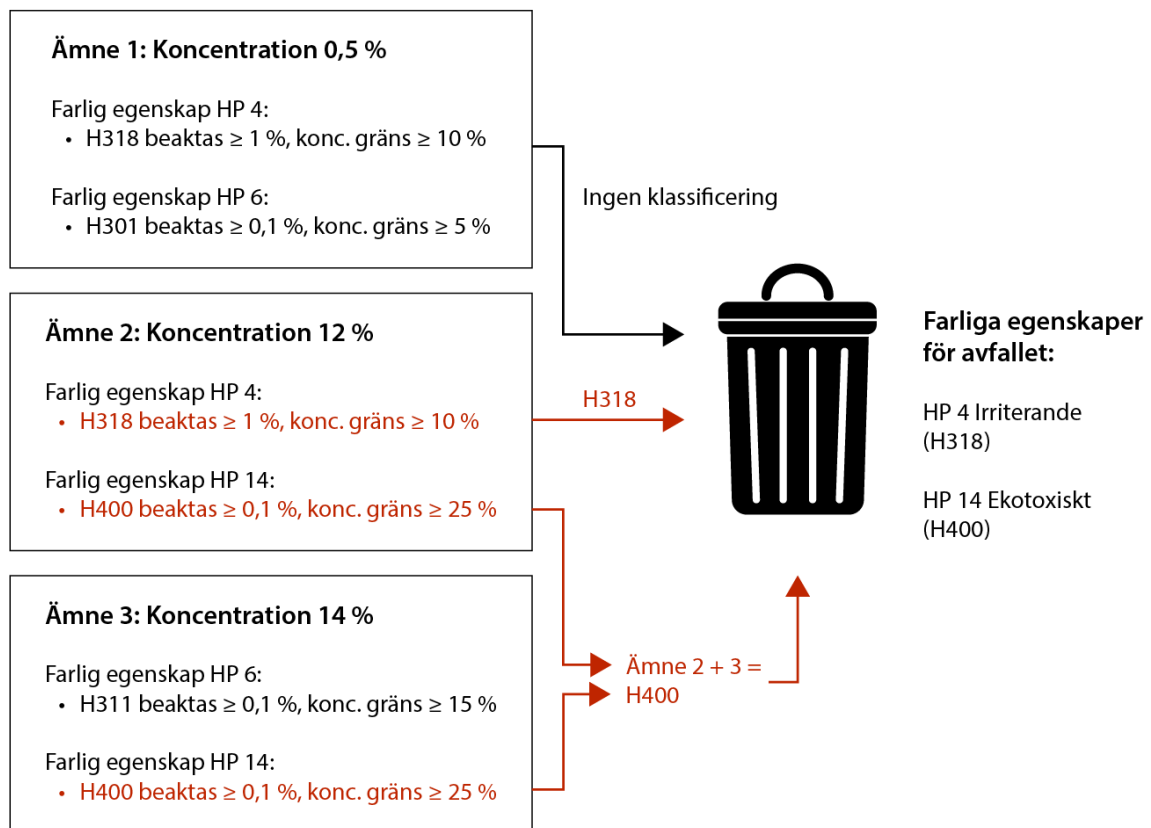 Ämne 1: Koncentration 0,5 %
Farlig egenskap HP 4:
• H318 beaktas ≥ 1 %, konc. gräns ≥ 10 %
Farlig egenskap HP 6:
• H301 beaktas ≥ 0,1 %, konc. gräns ≥ 5 %
Ingen klassificering
Ämne 2: Koncentration 12 %
Farlig egenskap HP 4:
• H318 beaktas ≥ 1 %, konc. gräns ≥ 10 %
Farlig egenskap HP 14:
• H400 beaktas ≥ 0,1 %, konc. gräns ≥ 25 %
H318
Ämne 3: Koncentration 14 %
Farlig egenskap HP 6:
• H311 beaktas ≥ 0,1 %, konc. gräns ≥ 15 %
Farlig egenskap HP 14:
• H400 beaktas ≥ 0,1 %, konc. gräns ≥ 25 %
Ämne 2 + 3 =
H400
Farliga egenskaper
för avfallet:
HP 4 Irriterande
(H318)
HP 14 Ekotoxiskt
(H400)